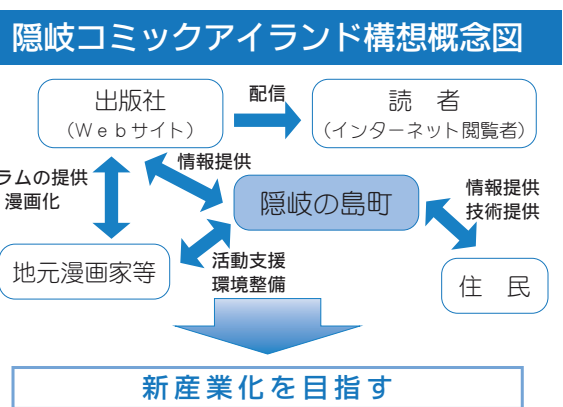 隠岐コミックアイランド構想概念図
出版社
(Webサイト)
配信
読 者
(インターネット閲覧者)
ラムの提供
漫画化
情報提供
隠岐の島町
情報提供
技術提供
地元漫画家等
活動支援
環境整備
住 民
新産業化を目指す